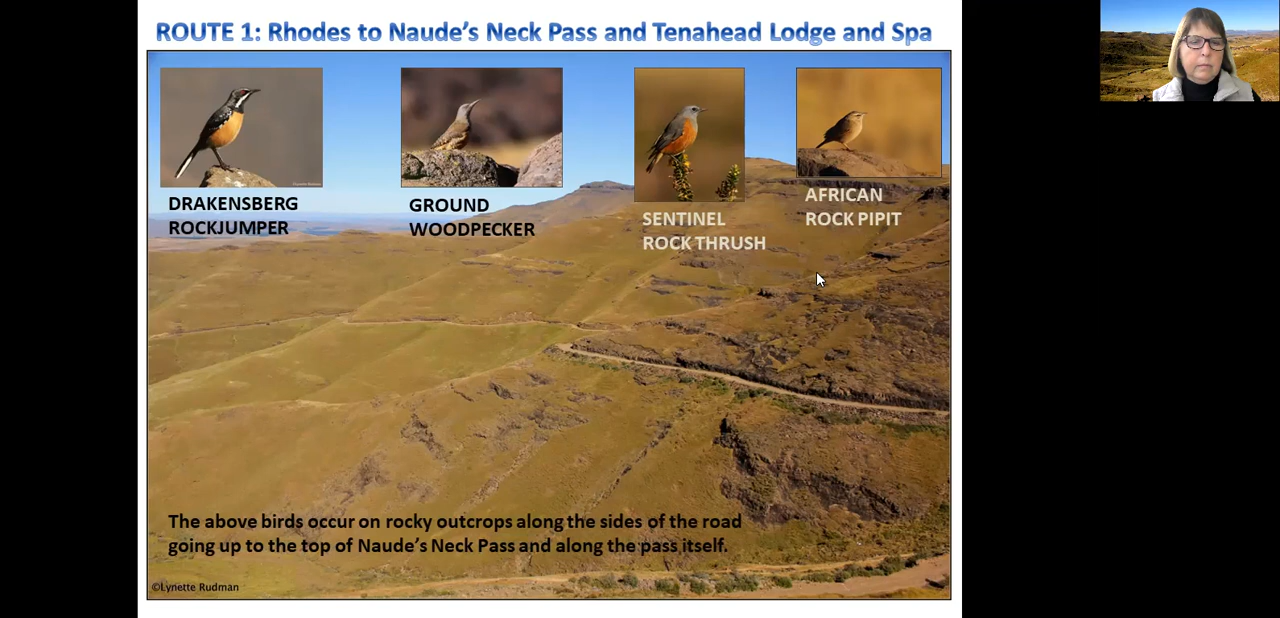 ROUTE 1: Rhodes to Naude's Neck Pass and Tenahead Lodge and Spa
DRAKENSBERG
ROCKJUMPER
GROUND
WOODPECKER
SENTINEL
ROCK THRUSH
AFRICAN
ROCK PIPIT
The above birds occur on rocky outcrops along the sides of the road
going up to the top of Naude's Neck Pass and along the pass itself.
©Lynette Rudman